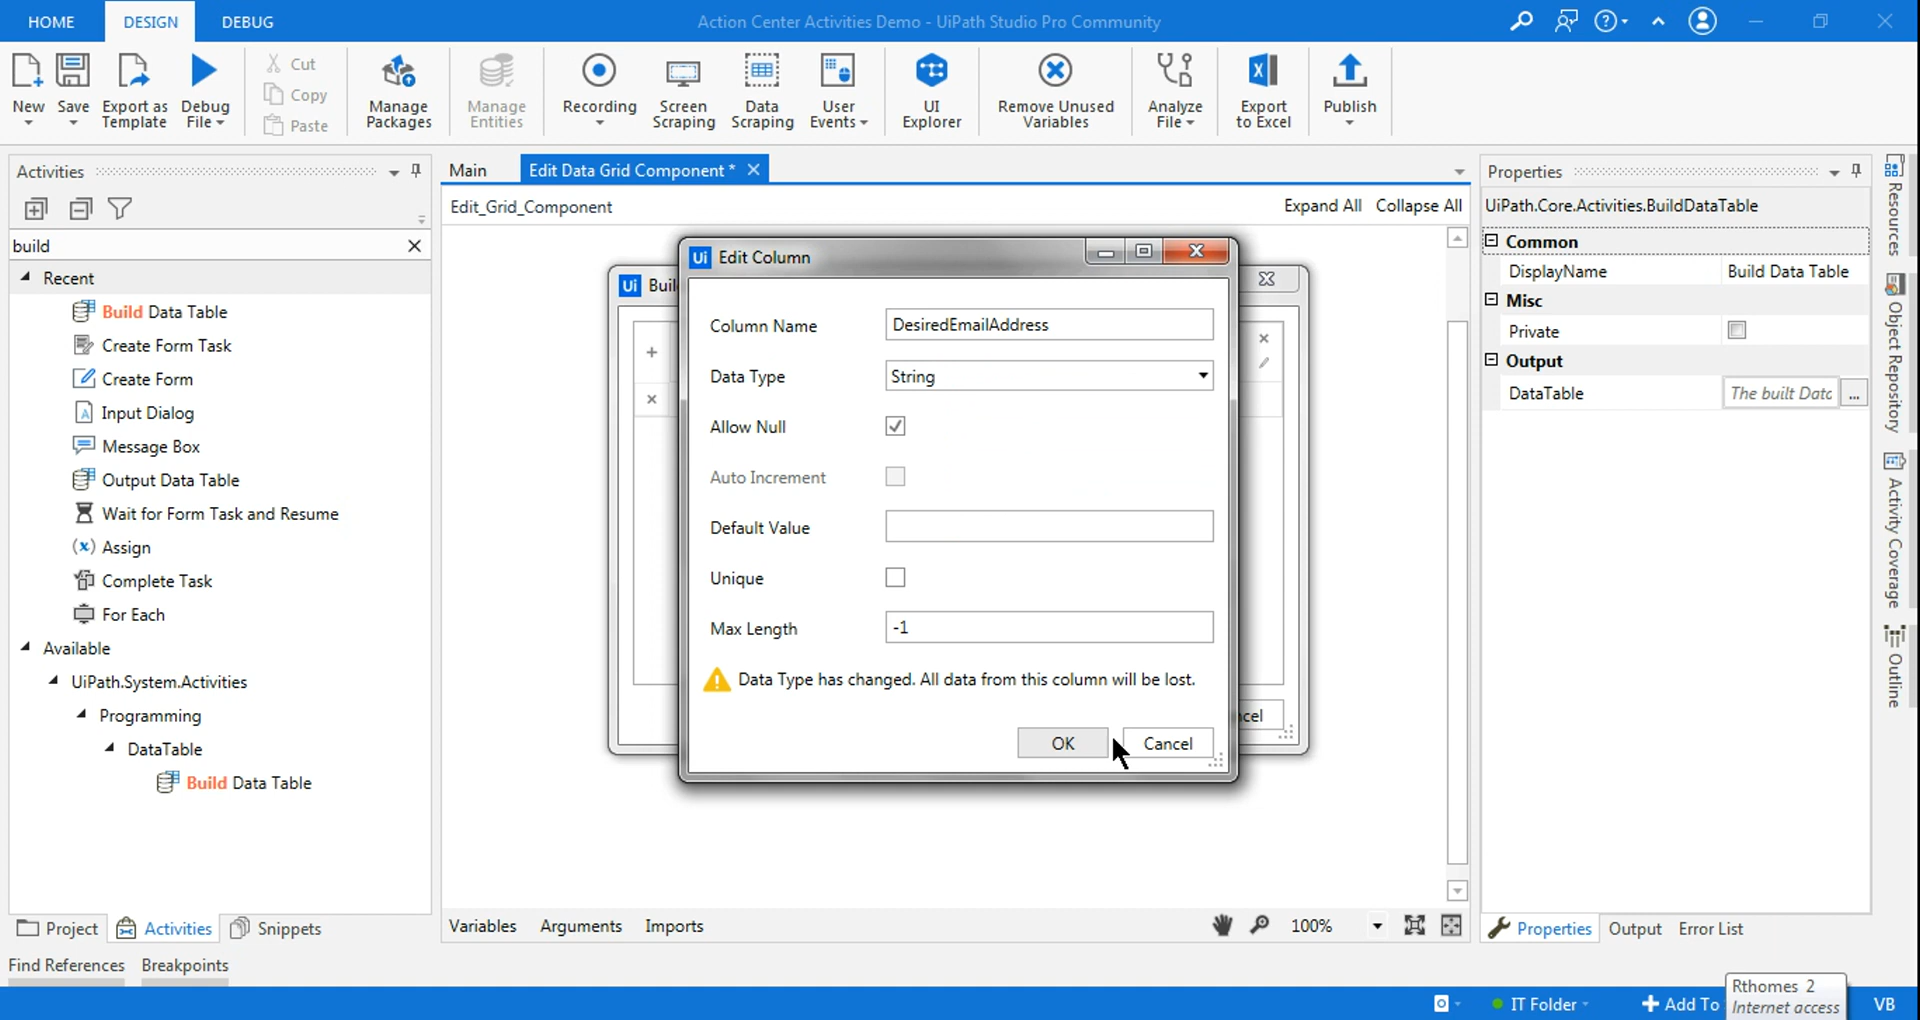 HOME DESIGN DEBUG Action Center Activities Demo - UiPath Studio Pro Community
New Save Export as Template Debug File Cut Copy Paste Manage Packages Manage Entities Recording Screen Scraping Data Scraping User Events UI Explorer Remove Unused Variables Analyze File Export to Excel Publish
Activities
build
Recent
Build Data Table
Create Form Task
Create Form
Input Dialog
Message Box
Output Data Table
Wait for Form Task and Resume
(x) Assign
Complete Task
For Each
Available
UiPath.System.Activities
Programming
DataTable
Build Data Table
Project Activities Snippets
Find References Breakpoints
Main Edit Data Grid Component *
Edit_Grid_Component Expand All Collapse All
Ui Buil
Ui Edit Column
Column Name DesiredEmailAddress
Data Type String
Allow Null
Auto Increment
Default Value
Unique
Max Length -1
Data Type has changed. All data from this column will be lost.
OK Cancel
cel
Variables Arguments Imports 100%
Properties
UiPath.Core.Activities.BuildDataTable
Common
DisplayName Build Data Table
Misc
Private
Output
DataTable The built Datc ...
Properties Output Error List
Resources
Object Repository
Activity Coverage
Outline
IT Folder Add To VB
Rthomes 2
Internet access